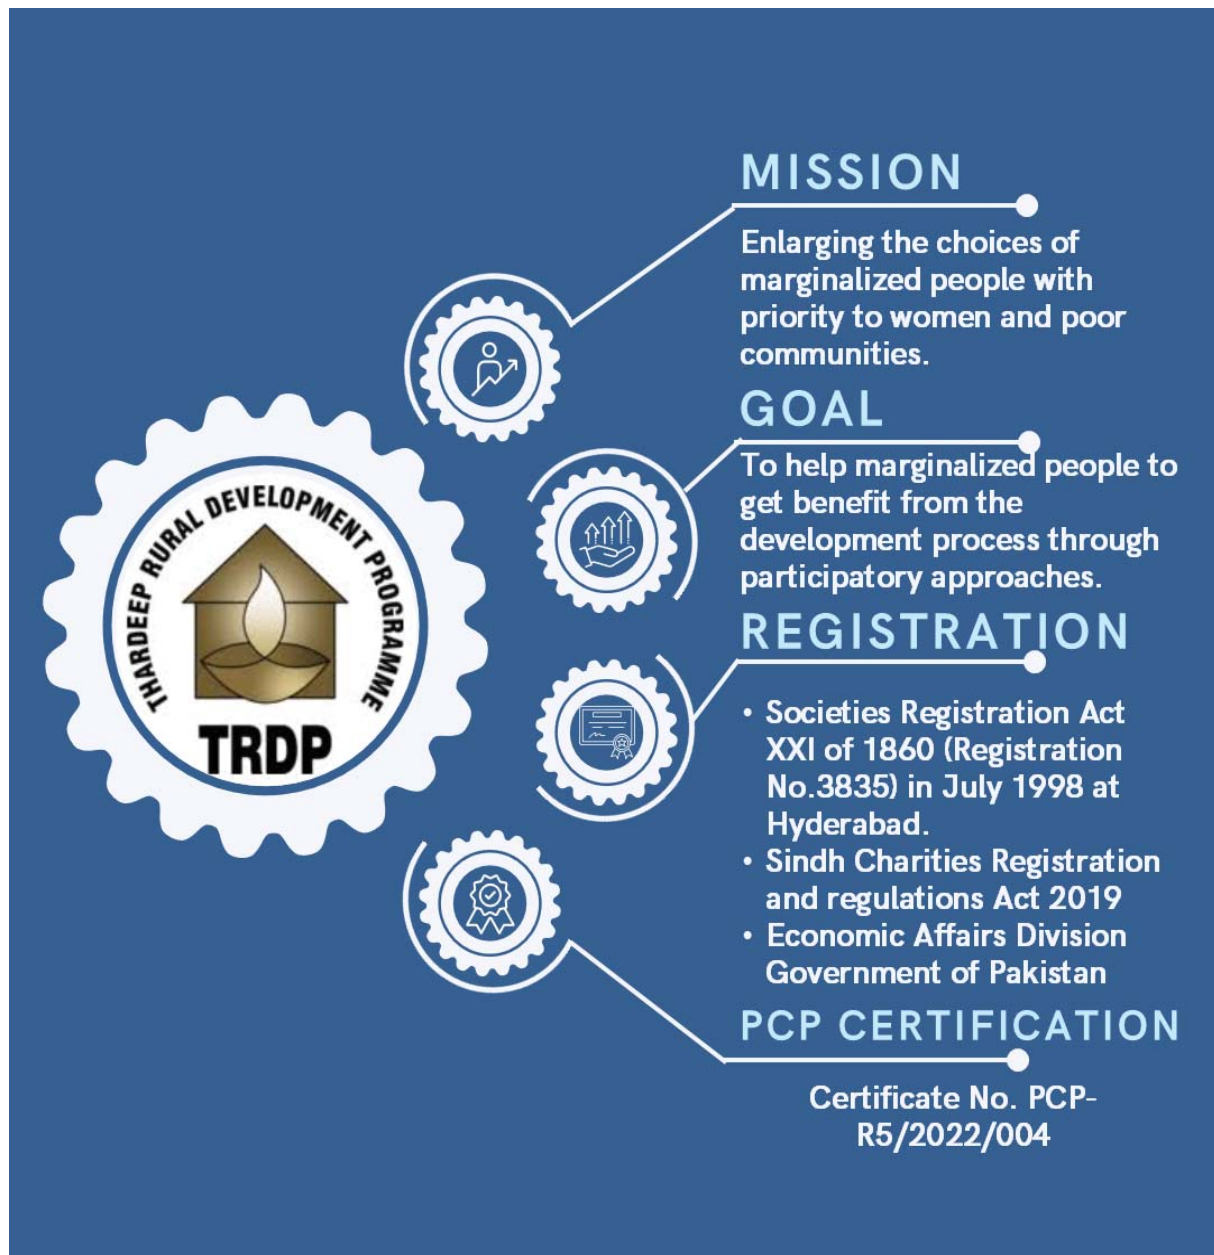 THARDEEP RURAL DEVELOPMENT PROGRAMME
TRDP
MISSION
Enlarging the choices of
marginalized people with
priority to women and poor
communities.
GOAL
To help marginalized people to
get benefit from the
development process through
participatory approaches.
REGISTRATION
• Societies Registration Act
XXI of 1860 (Registration
No.3835) in July 1998 at
Hyderabad.
• Sindh Charities Registration
and regulations Act 2019
• Economic Affairs Division
Government of Pakistan
PCP CERTIFICATION
Certificate No. PCP-
R5/2022/004